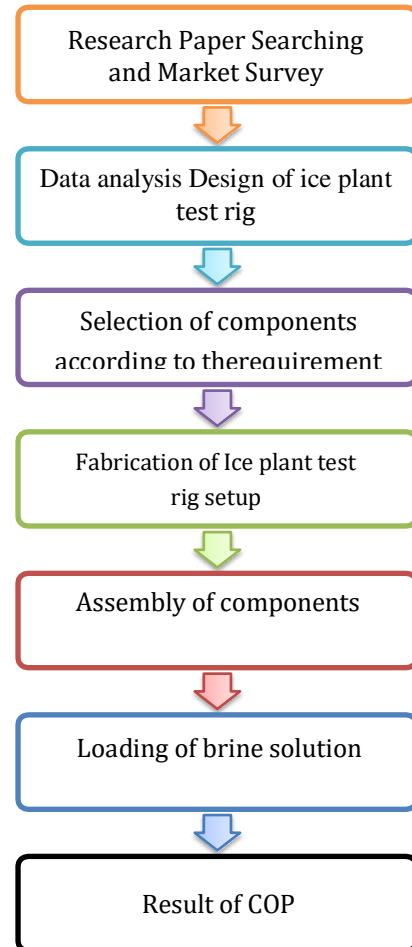 Research Paper Searching
and Market Survey
Data analysis Design of ice plant
test rig
Selection of components
according to therequirement
Fabrication of Ice plant test
rig setup
Assembly of components
Loading of brine solution
Result of COP